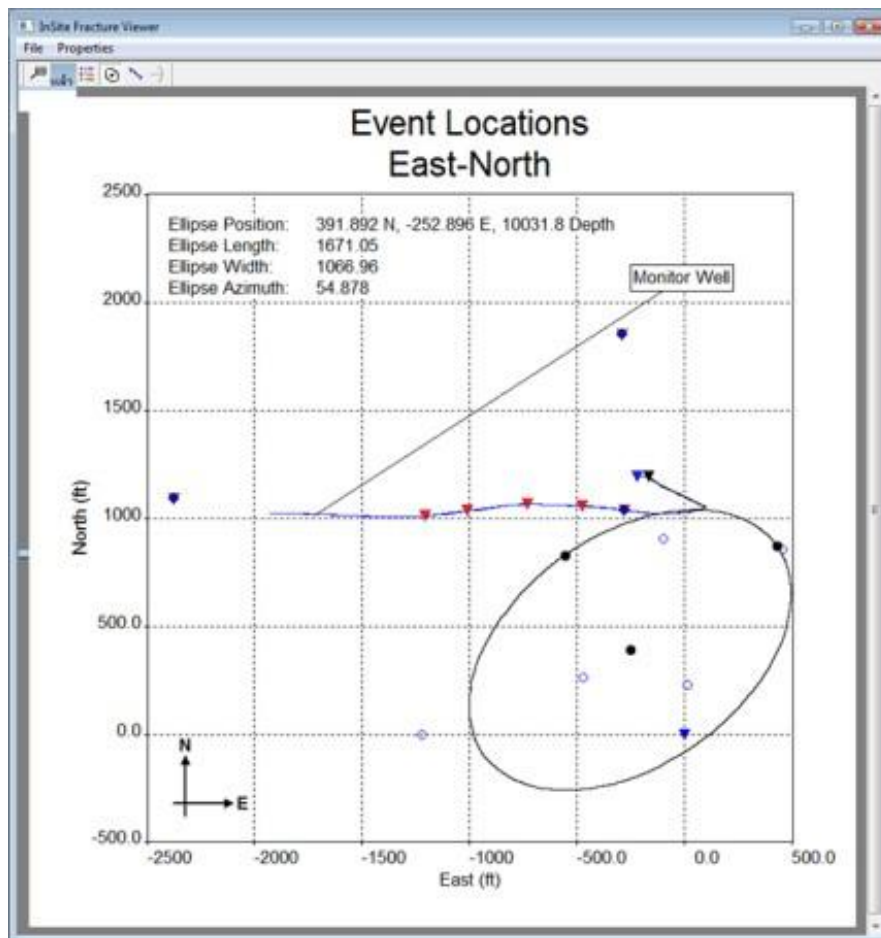 InSite Fracture Viewer
File Properties
Event Locations
East-North
2500
Ellipse Position: 391.892 N, -252.896 E, 10031.8 Depth
Ellipse Length: 1671.05
Ellipse Width: 1066.96
Ellipse Azimuth: 54.878
Monitor Well
2000
1500
1000
North (ft)
500.0
0.0
N
E
-500.0
-2500 -2000 -1500 -1000 -500.0 0.0 500.0
East (ft)